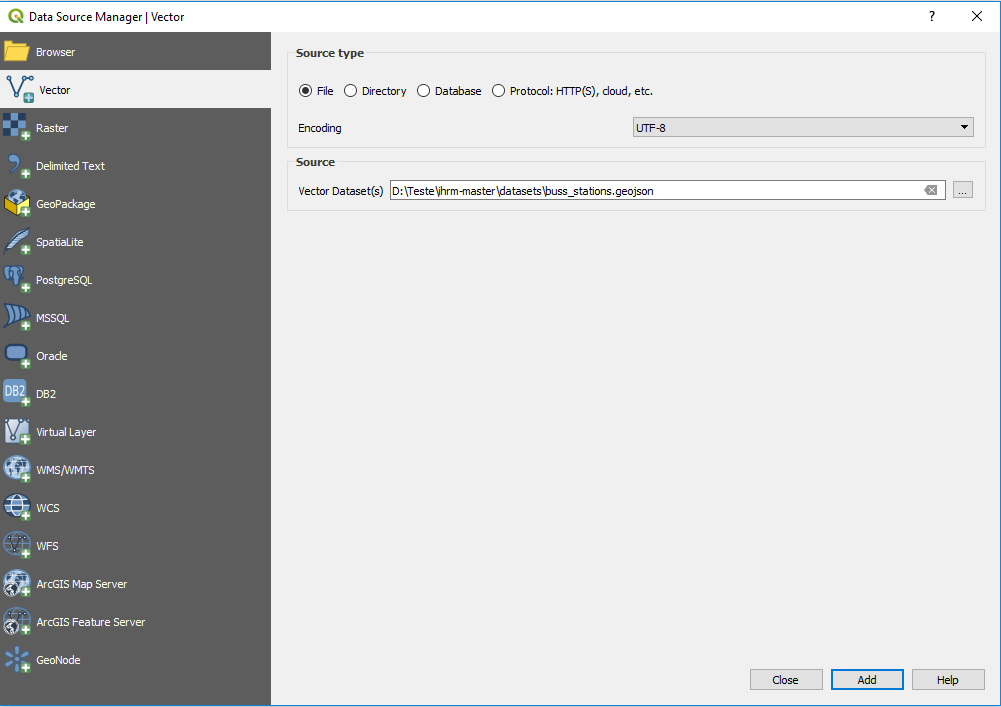 Data Source Manager | Vector
?
Browser
Vector
Raster
Delimited Text
GeoPackage
SpatiaLite
PostgreSQL
MSSQL
Oracle
DB2
DB2
Virtual Layer
WMS/WMTS
WCS
WFS
ArcGIS Map Server
ArcGIS Feature Server
GeoNode
Source type
File Directory Database Protocol: HTTP(S), cloud, etc.
Encoding UTF-8
Source
Vector Dataset(s) D:\Teste\ihrm-master\datasets\buss_stations.geojson ...
Close Add Help